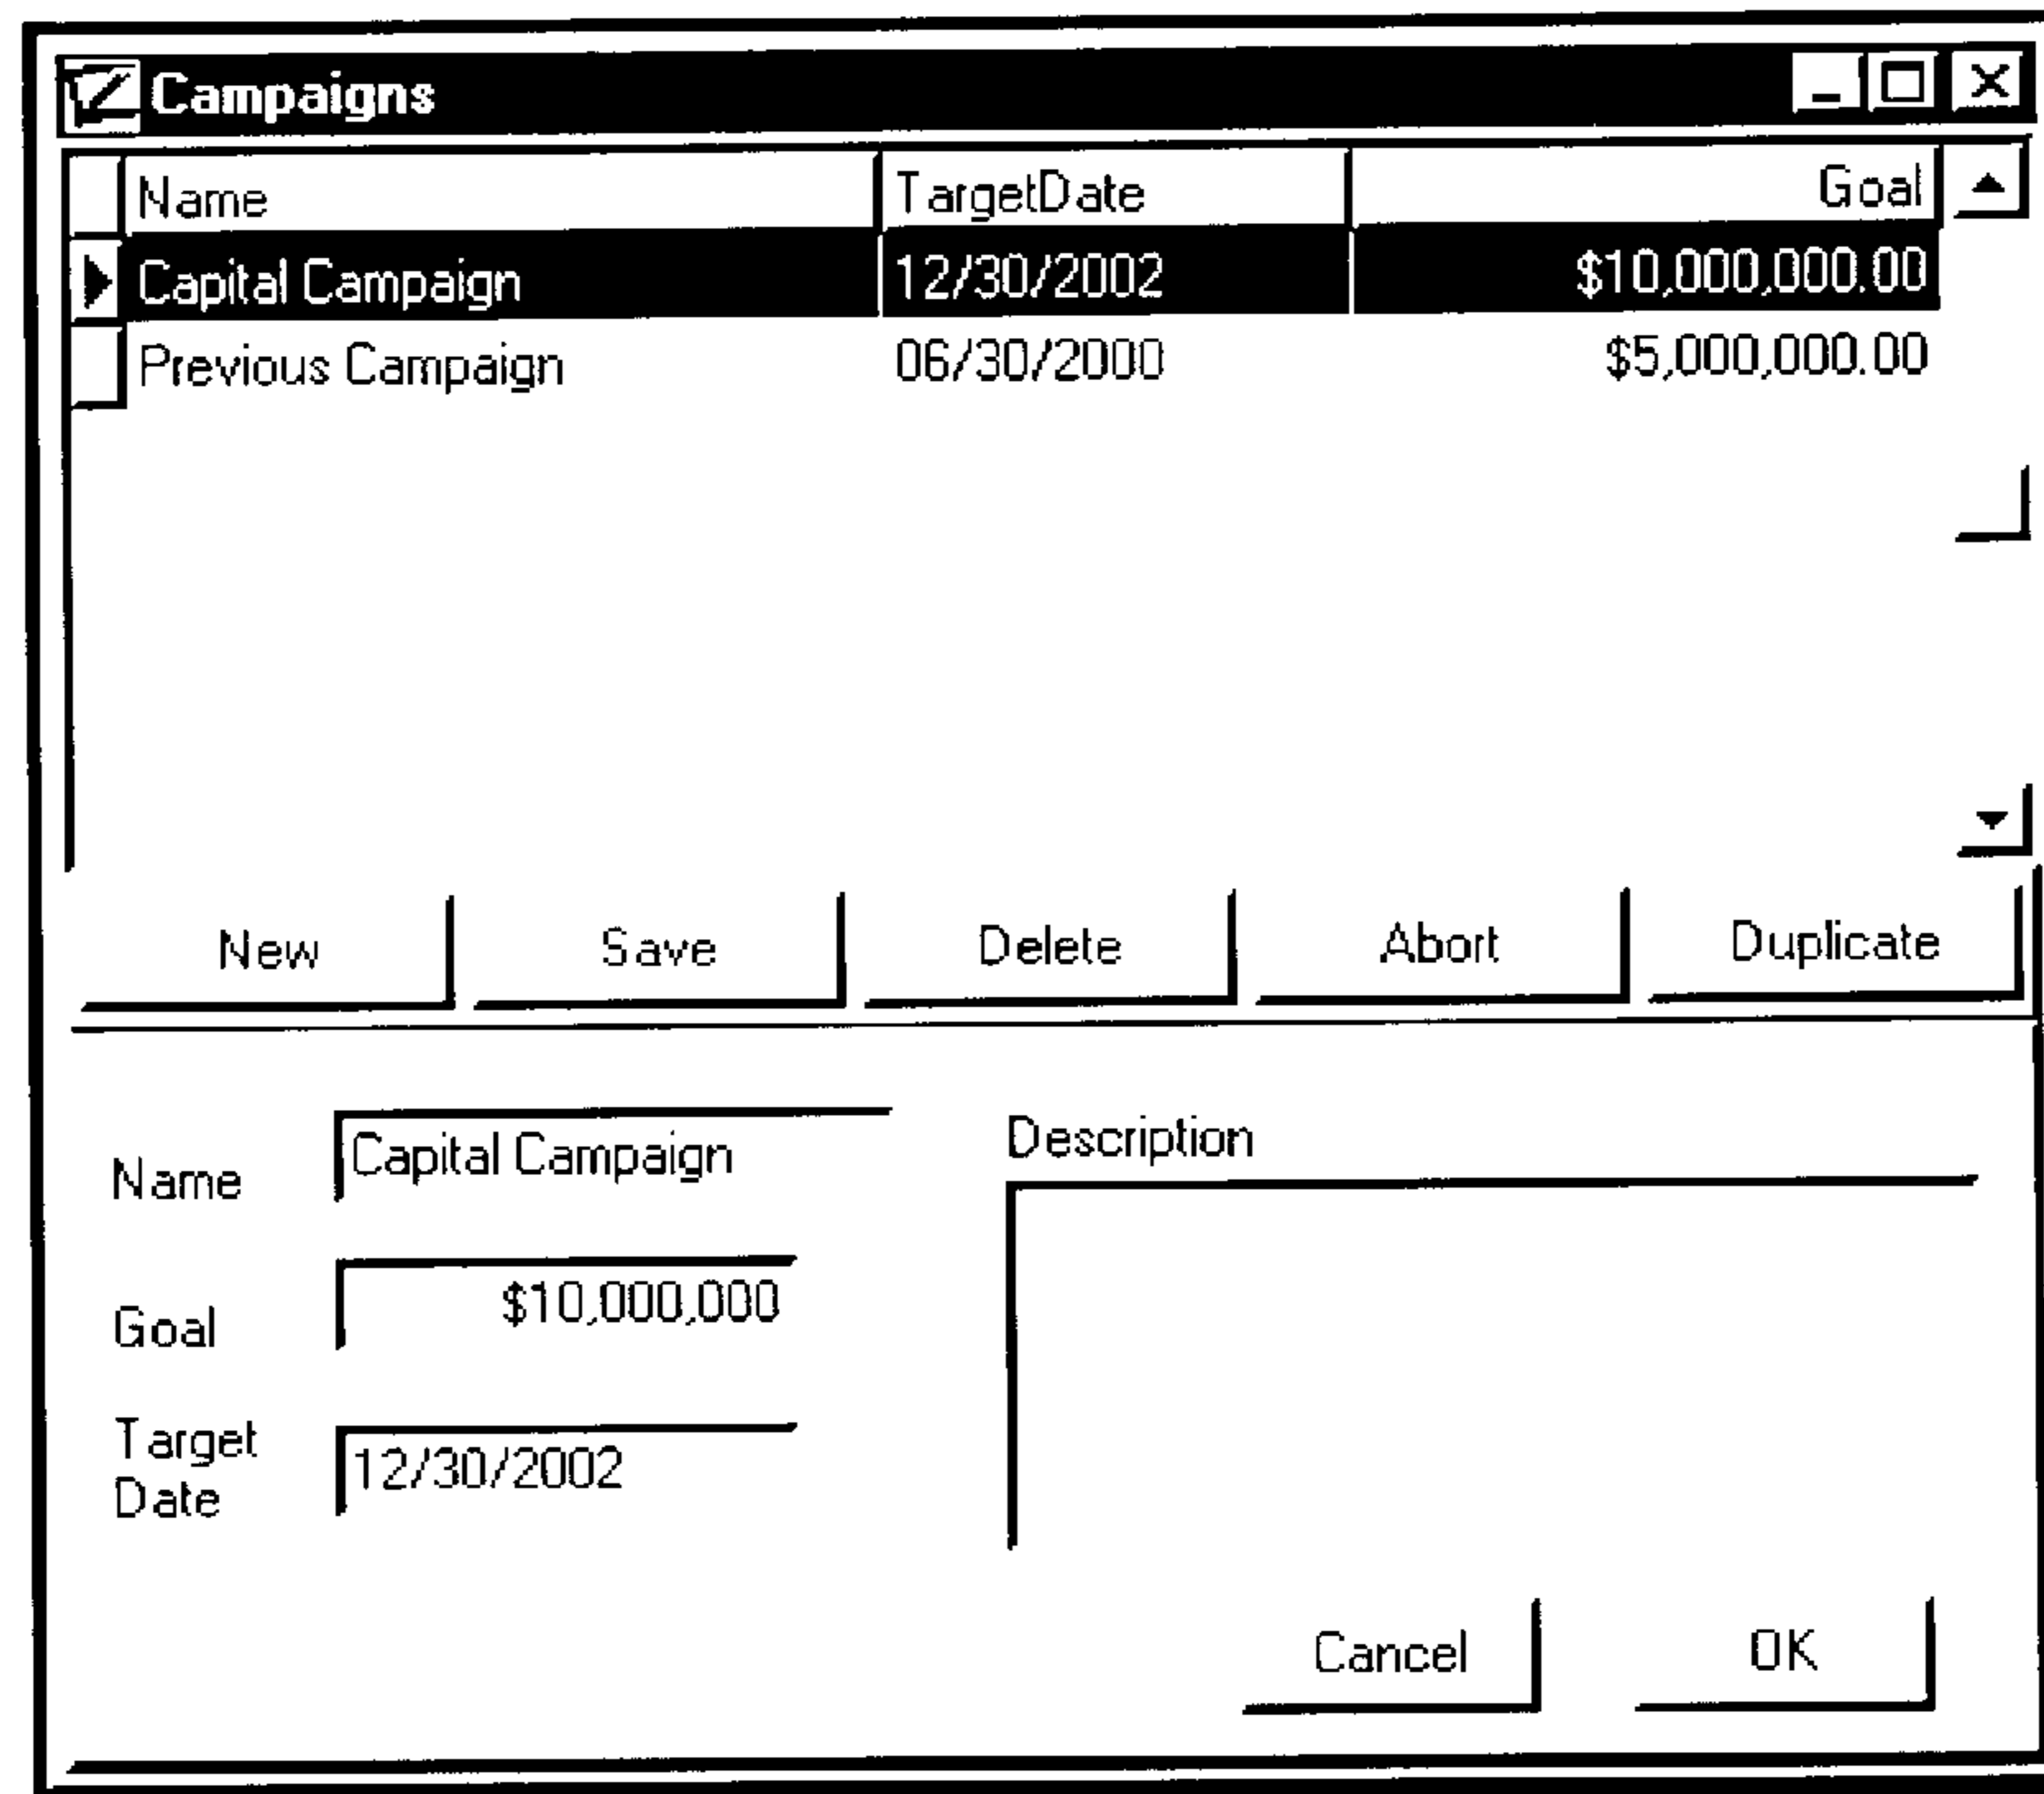 Campaigns
Name TargetDate Goal
Capital Campaign 12/30/2002 $10,000,000.00
Previous Campaign 06/30/2000 $5,000,000.00
New Save Delete Abort Duplicate
Name Capital Campaign Description
Goal $10,000,000
Target
Date 12/30/2002
Cancel OK